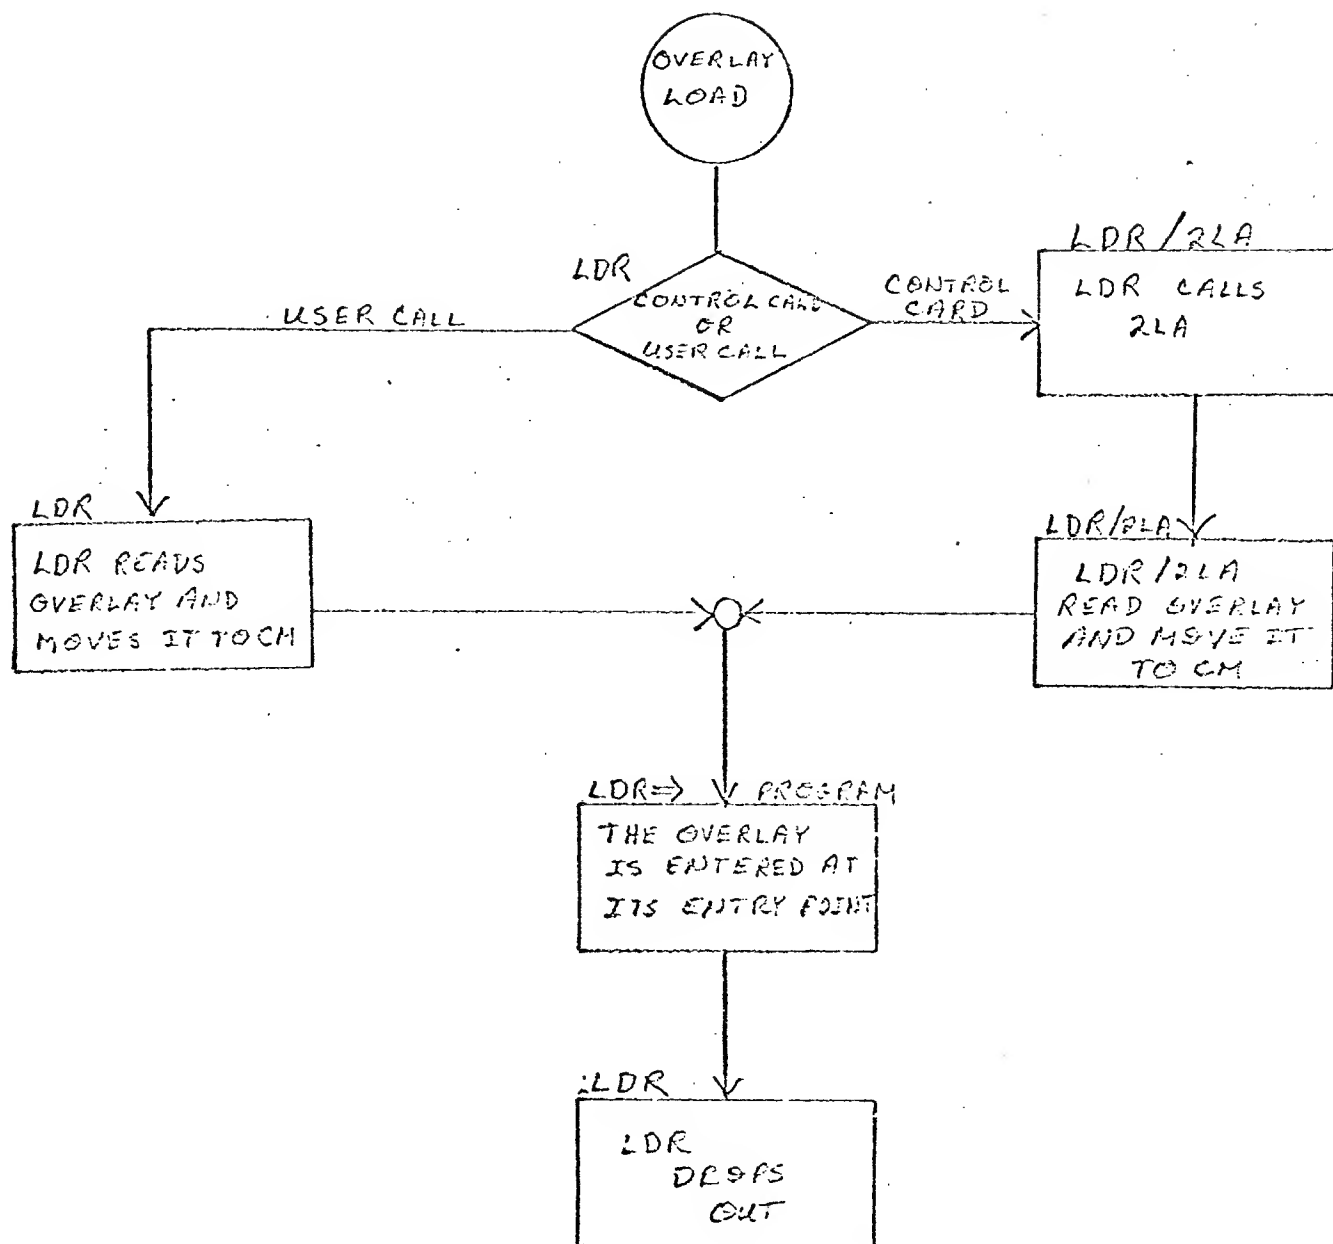 OVERLAY
LOAD
LDR
CONTROL CALL
OR
USER CALL
USER CALL
CONTROL
CARD
LDR/2LA
LDR CALLS
2LA
LDR
LDR READS
OVERLAY AND
MOVES IT TO CM
LDR/2LA
LDR/2LA
READ OVERLAY
AND MOVE IT
TO CM
LDR⇒ PROGRAM
THE OVERLAY
IS ENTERED AT
ITS ENTRY POINT
LDR
LDR
DROPS
OUT